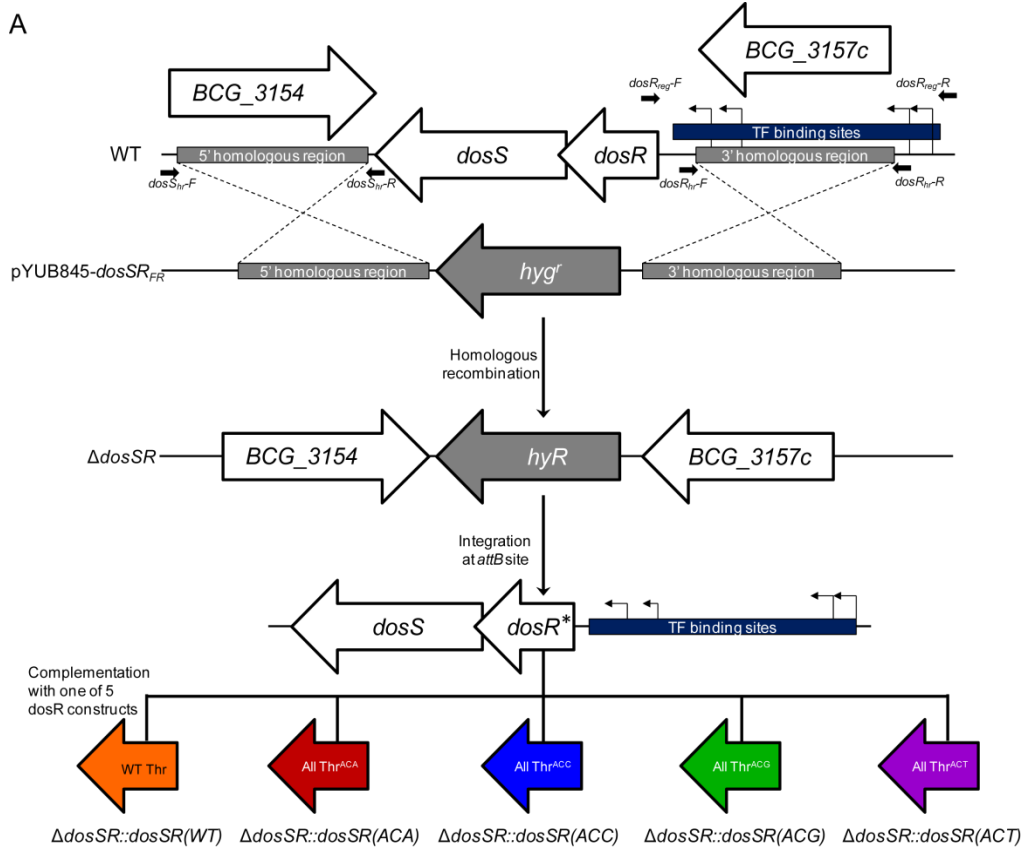 A
BCG_3154
BCG_3157c
dosRreg-F
dosRreg-R
TF binding sites
WT
5' homologous region
dosS
dosR
3' homologous region
dosShr-F
dosShr-R
dosRhr-F
dosRhr-R
pYUB845-dosSRFR
5' homologous region
hygr
3' homologous region
Homologous
recombination
ΔdosSR
BCG_3154
hyR
BCG_3157c
Integration
at attB site
dosS
dosR*
TF binding sites
Complementation
with one of 5
dosR constructs
WT Thr
All ThrACA
All ThrACC
All ThrACG
All ThrACT
ΔdosSR::dosSR(WT)
ΔdosSR::dosSR(ACA)
ΔdosSR::dosSR(ACC)
ΔdosSR::dosSR(ACG)
ΔdosSR::dosSR(ACT)